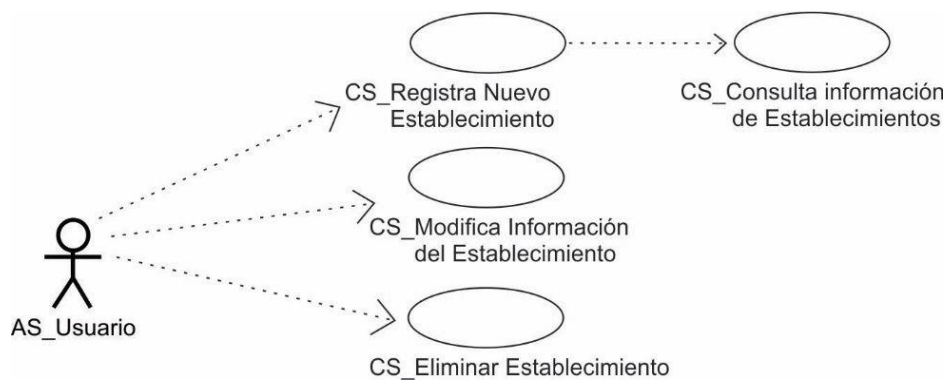 CS_Registra Nuevo
Establecimiento
CS_Consulta información
de Establecimientos
CS_Modifica Información
del Establecimiento
AS_Usuario
CS_Eliminar Establecimiento